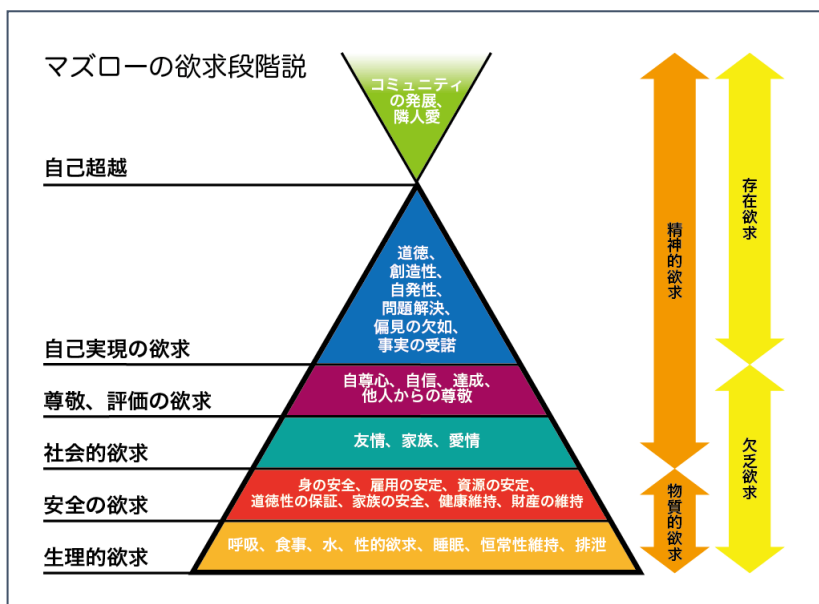 マズローの欲求段階説
コミュニティ
の発展、
隣人愛
自己超越
道徳、
創造性、
自発性、
問題解決、
偏見の欠如、
事実の受諾
自己実現の欲求
自尊心、自信、達成、
他人からの尊敬
尊敬、評価の欲求
友情、家族、愛情
社会的欲求
身の安全、雇用の安定、資源の安定、
道徳性の保証、家族の安全、健康維持、財産の維持
安全の欲求
呼吸、食事、水、性的欲求、睡眠、恒常性維持、排泄
生理的欲求
精神的欲求
物質的欲求
存在欲求
欠乏欲求